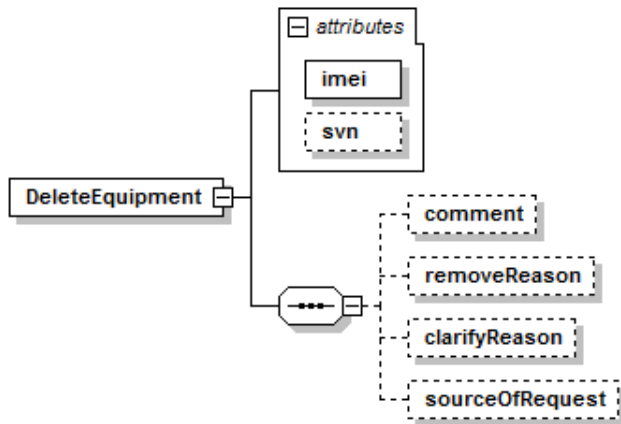 attributes
imei
svn
DeleteEquipment
comment
removeReason
clarifyReason
sourceOfRequest